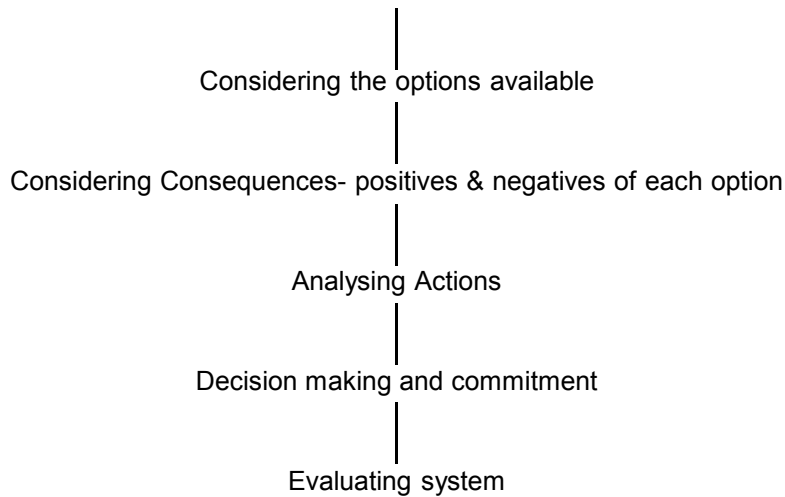 Considering the options available
Considering Consequences- positives & negatives of each option
Analysing Actions
Decision making and commitment
Evaluating system